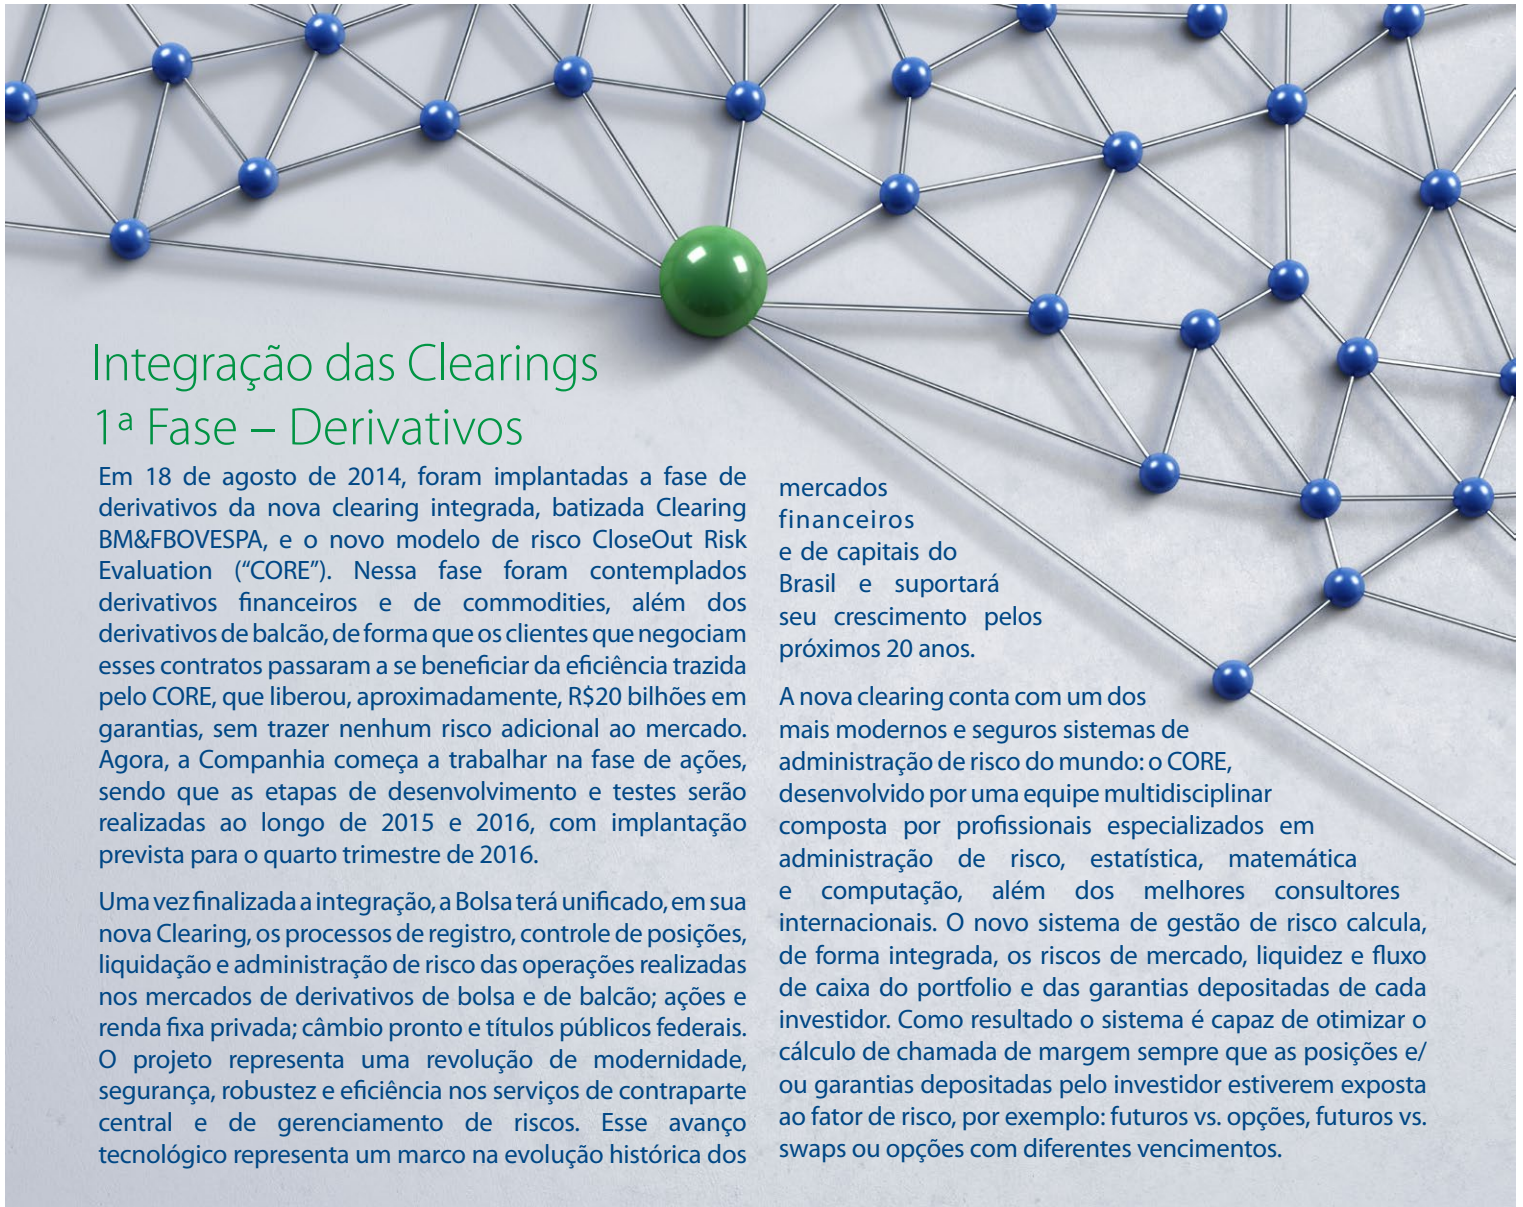 Integração das Clearings
1ª Fase – Derivativos
Em 18 de agosto de 2014, foram implantadas a fase de
derivativos da nova clearing integrada, batizada Clearing
BM&FBOVESPA, e o novo modelo de risco CloseOut Risk
Evaluation (“CORE”). Nessa fase foram contemplados
derivativos financeiros e de commodities, além dos
derivativos de balcão, de forma que os clientes que negociam
esses contratos passaram a se beneficiar da eficiência trazida
pelo CORE, que liberou, aproximadamente, R$20 bilhões em
garantias, sem trazer nenhum risco adicional ao mercado.
Agora, a Companhia começa a trabalhar na fase de ações,
sendo que as etapas de desenvolvimento e testes serão
realizadas ao longo de 2015 e 2016, com implantação
prevista para o quarto trimestre de 2016.
Uma vez finalizada a integração, a Bolsa terá unificado, em sua
nova Clearing, os processos de registro, controle de posições,
liquidação e administração de risco das operações realizadas
nos mercados de derivativos de bolsa e de balcão; ações e
renda fixa privada; câmbio pronto e títulos públicos federais.
O projeto representa uma revolução de modernidade,
segurança, robustez e eficiência nos serviços de contraparte
central e de gerenciamento de riscos. Esse avanço
tecnológico representa um marco na evolução histórica dos
mercados
financeiros
e de capitais do
Brasil e suportará
seu crescimento pelos
próximos 20 anos.
A nova clearing conta com um dos
mais modernos e seguros sistemas de
administração de risco do mundo: o CORE,
desenvolvido por uma equipe multidisciplinar
composta por profissionais especializados em
administração de risco, estatística, matemática
e computação, além dos melhores consultores
internacionais. O novo sistema de gestão de risco calcula,
de forma integrada, os riscos de mercado, liquidez e fluxo
de caixa do portfolio e das garantias depositadas de cada
investidor. Como resultado o sistema é capaz de otimizar o
cálculo de chamada de margem sempre que as posições e/
ou garantias depositadas pelo investidor estiverem exposta
ao fator de risco, por exemplo: futuros vs. opções, futuros vs.
swaps ou opções com diferentes vencimentos.